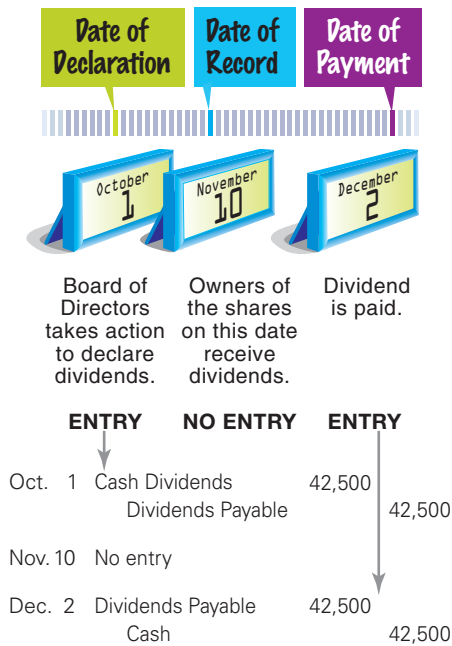 Date of
Declaration
Date of
Record
Date of
Payment
October
1
November
10
December
2
Board of
Directors
takes action
to declare
dividends.
Owners of
the shares
on this date
receive
dividends.
Dividend
is paid.
ENTRY NO ENTRY ENTRY
Oct. 1 Cash Dividends 42,500
Dividends Payable 42,500
Nov. 10 No entry
Dec. 2 Dividends Payable 42,500
Cash 42,500